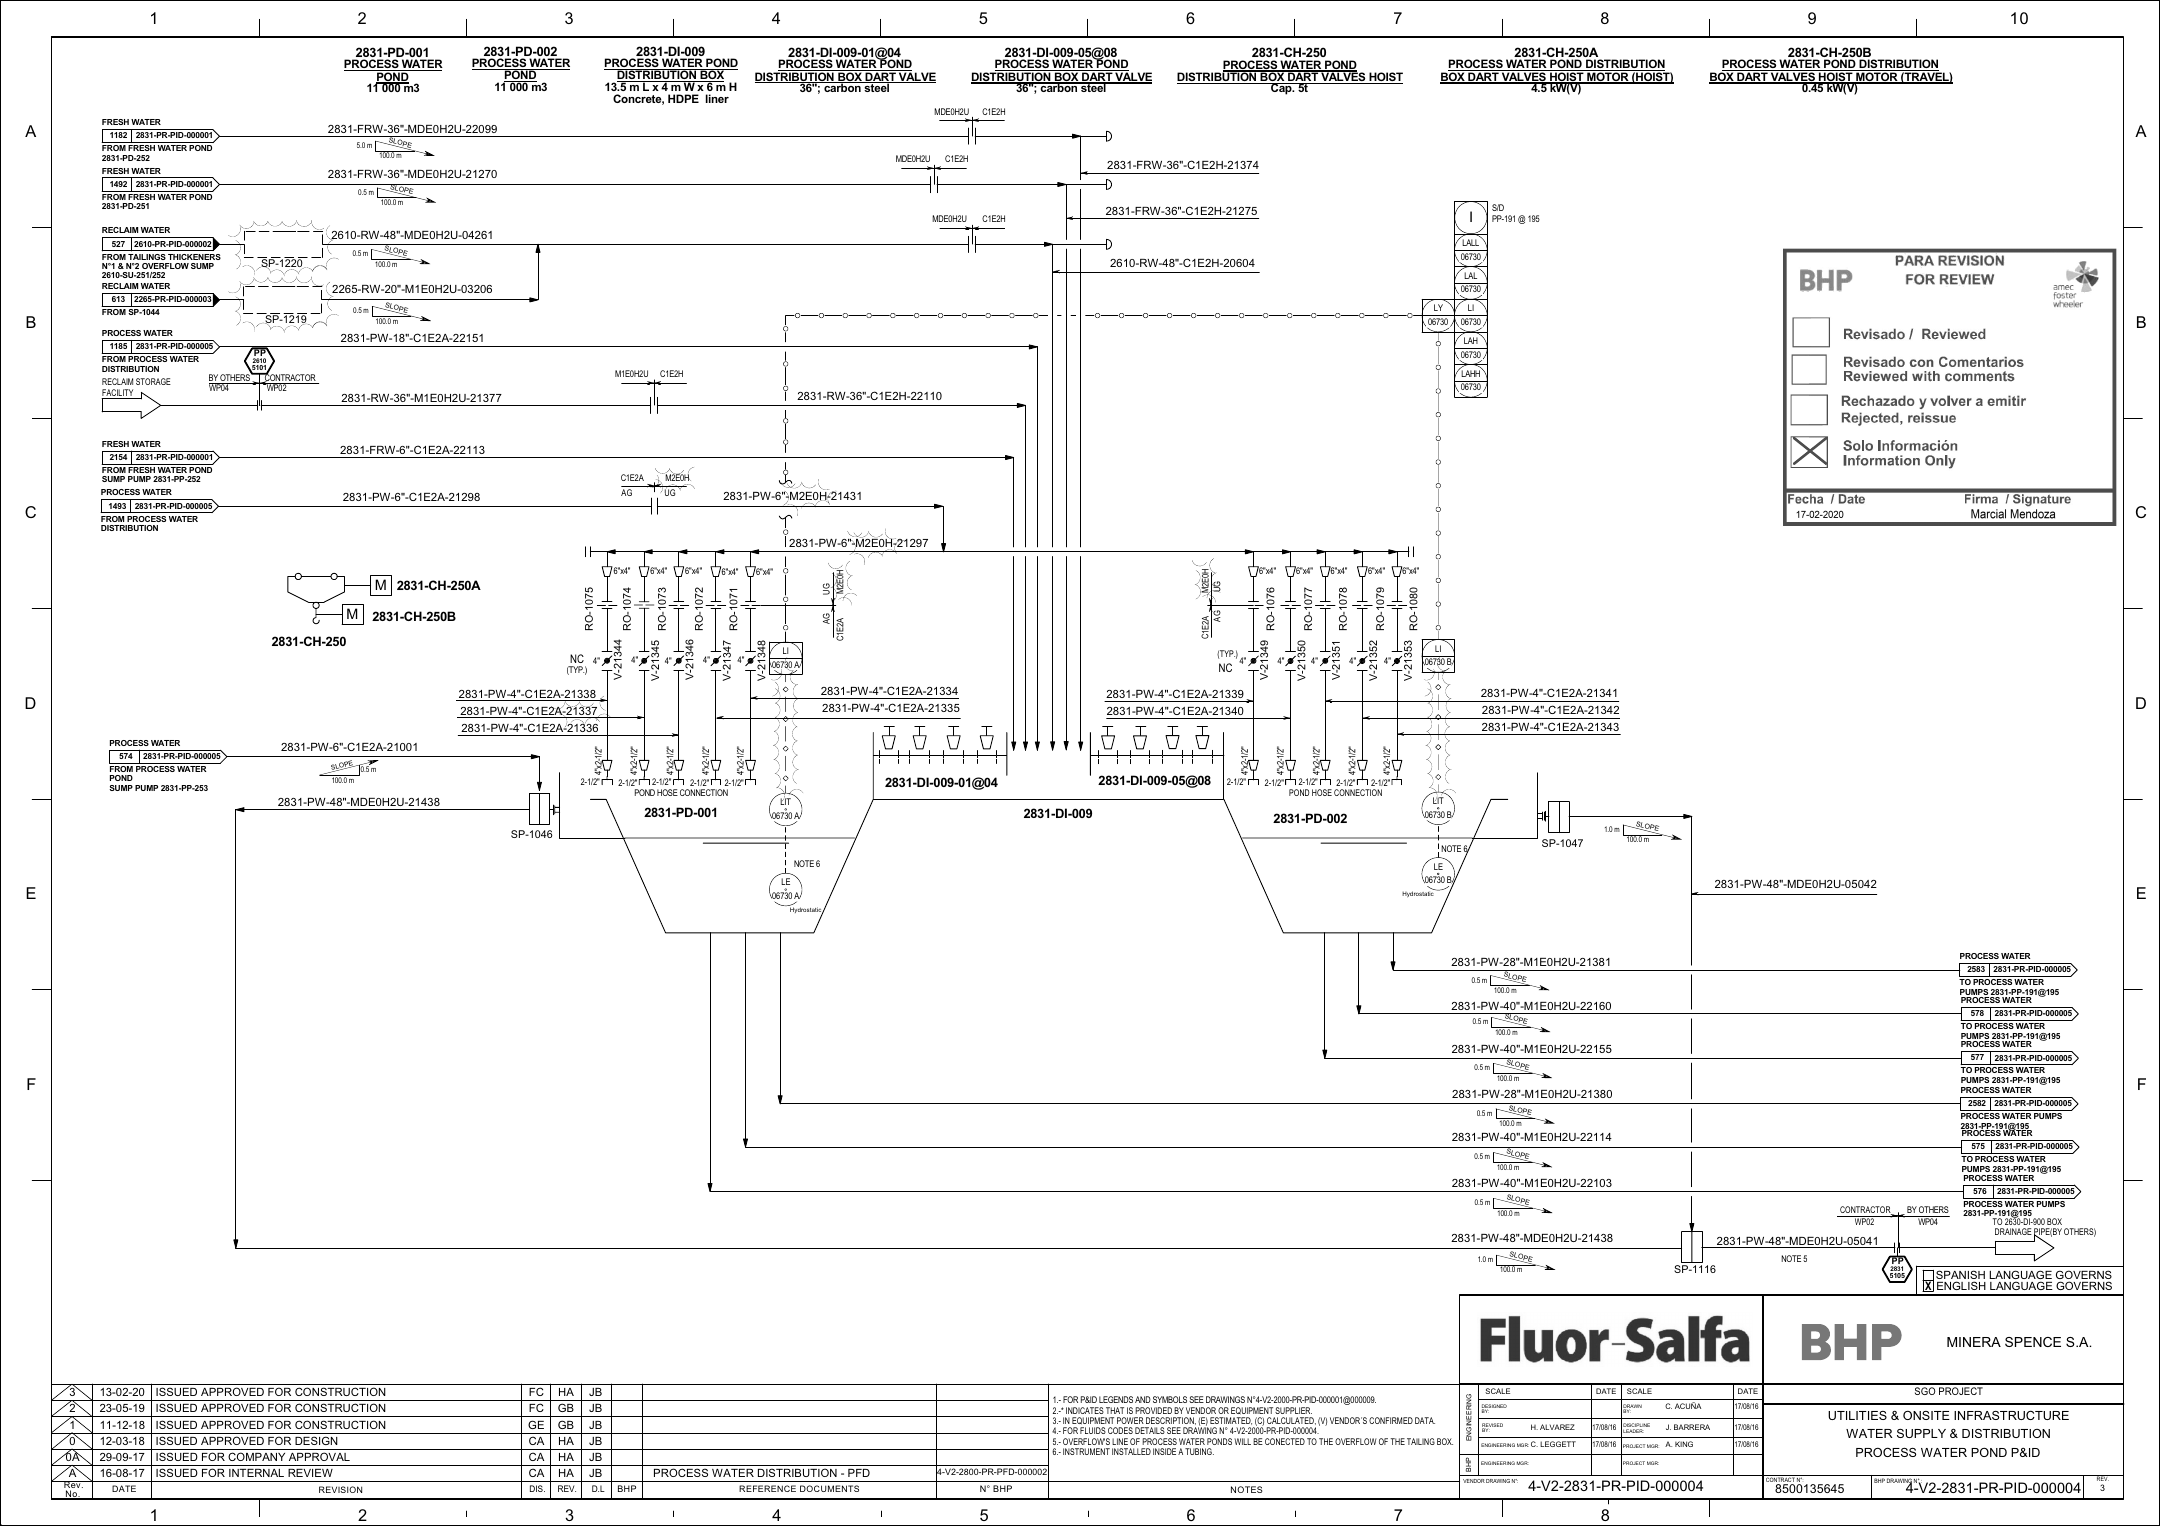 1 2 3 4 5 6 7 8 9 10
2831-PD-001
PROCESS WATER
POND
11 000 m3
2831-PD-002
PROCESS WATER
POND
11 000 m3
2831-DI-009
PROCESS WATER POND
DISTRIBUTION BOX
13.5 m L x 4 m W x 6 m H
Concrete, HDPE liner
2831-DI-009-01@04
PROCESS WATER POND
DISTRIBUTION BOX DART VALVE
36"; carbon steel
2831-DI-009-05@08
PROCESS WATER POND
DISTRIBUTION BOX DART VALVE
36"; carbon steel
2831-CH-250
PROCESS WATER POND
DISTRIBUTION BOX DART VALVES HOIST
Cap. 5t
2831-CH-250A
PROCESS WATER POND DISTRIBUTION
BOX DART VALVES HOIST MOTOR (HOIST)
4.5 kW(V)
2831-CH-250B
PROCESS WATER POND DISTRIBUTION
BOX DART VALVES HOIST MOTOR (TRAVEL)
0.45 kW(V)
A
B
C
D
E
F
A
B
C
D
E
F
FRESH WATER
1182 2831-PR-PID-000001
FROM FRESH WATER POND
2831-PD-252
2831-FRW-36"-MDE0H2U-22099
5.0 m SLOPE
100.0 m
MDE0H2U C1E2H
2831-FRW-36"-C1E2H-21374
FRESH WATER
1492 2831-PR-PID-000001
FROM FRESH WATER POND
2831-PD-251
2831-FRW-36"-MDE0H2U-21270
0.5 m SLOPE
100.0 m
MDE0H2U C1E2H
2831-FRW-36"-C1E2H-21275
RECLAIM WATER
527 2610-PR-PID-000002
FROM TAILINGS THICKENERS
N°1 & N°2 OVERFLOW SUMP
2610-SU-251/252
SP-1220
2610-RW-48"-MDE0H2U-04261
0.5 m SLOPE
100.0 m
MDE0H2U C1E2H
2610-RW-48"-C1E2H-20604
RECLAIM WATER
613 2265-PR-PID-000003
FROM SP-1044
SP-1219
2265-RW-20"-M1E0H2U-03206
0.5 m SLOPE
100.0 m
PROCESS WATER
1185 2831-PR-PID-000005
FROM PROCESS WATER
DISTRIBUTION
2831-PW-18"-C1E2A-22151
PP
2610
5101
RECLAIM STORAGE
FACILITY
BY OTHERS CONTRACTOR
WP04 WP02
2831-RW-36"-M1E0H2U-21377
M1E0H2U C1E2H
2831-RW-36"-C1E2H-22110
FRESH WATER
2154 2831-PR-PID-000001
FROM FRESH WATER POND
SUMP PUMP 2831-PP-252
2831-FRW-6"-C1E2A-22113
PROCESS WATER
1493 2831-PR-PID-000005
FROM PROCESS WATER
DISTRIBUTION
2831-PW-6"-C1E2A-21298
C1E2A M2E0H
AG UG
2831-PW-6"-M2E0H-21431
2831-PW-6"-M2E0H-21297
I
S/D
PP-191 @ 195
LALL
06730
LAL
06730
LY
06730
LI
06730
LAH
06730
LAHH
06730
BHP
PARA REVISION
FOR REVIEW
amec
foster
wheeler
Revisado / Reviewed
Revisado con Comentarios
Reviewed with comments
Rechazado y volver a emitir
Rejected, reissue
Solo Información
Information Only
Fecha / Date
17-02-2020
Firma / Signature
Marcial Mendoza
M 2831-CH-250A
M 2831-CH-250B
2831-CH-250
6"x4" 6"x4" 6"x4" 6"x4" 6"x4"
RO-1075 RO-1074 RO-1073 RO-1072 RO-1071
UG M2E0H
AG C1E2A
NC
(TYP.)
4" 4" 4" 4" 4"
V-21344 V-21345 V-21346 V-21347 V-21348
LI
06730 A
2831-PW-4"-C1E2A-21338
2831-PW-4"-C1E2A-21337
2831-PW-4"-C1E2A-21336
2831-PW-4"-C1E2A-21334
2831-PW-4"-C1E2A-21335
4"x2-1/2" 4"x2-1/2" 4"x2-1/2" 4"x2-1/2"
2-1/2" 2-1/2" 2-1/2" 2-1/2" 2-1/2"
POND HOSE CONNECTION
6"x4" 6"x4" 6"x4" 6"x4" 6"x4"
M2E0H UG
C1E2A AG
RO-1076 RO-1077 RO-1078 RO-1079 RO-1080
(TYP.)
NC
4" 4" 4" 4" 4"
V-21349 V-21350 V-21351 V-21352 V-21353
LI
06730 B
2831-PW-4"-C1E2A-21339
2831-PW-4"-C1E2A-21340
2831-PW-4"-C1E2A-21341
2831-PW-4"-C1E2A-21342
2831-PW-4"-C1E2A-21343
4"x2-1/2" 4"x2-1/2" 4"x2-1/2" 4"x2-1/2"
2-1/2" 2-1/2" 2-1/2" 2-1/2" 2-1/2"
POND HOSE CONNECTION
2831-DI-009-01@04
2831-DI-009-05@08
2831-DI-009
PROCESS WATER
574 2831-PR-PID-000005
FROM PROCESS WATER
POND
SUMP PUMP 2831-PP-253
2831-PW-6"-C1E2A-21001
SLOPE 0.5 m
100.0 m
2831-PW-48"-MDE0H2U-21438
SP-1046
2831-PD-001
LIT
06730 A
NOTE 6
LE
06730 A
Hydrostatic
2831-PD-002
LIT
06730 B
NOTE 6
LE
06730 B
Hydrostatic
SP-1047
1.0 m SLOPE
100.0 m
2831-PW-48"-MDE0H2U-05042
2831-PW-28"-M1E0H2U-21381
0.5 m SLOPE
100.0 m
PROCESS WATER
2583 2831-PR-PID-000005
TO PROCESS WATER
PUMPS 2831-PP-191@195
2831-PW-40"-M1E0H2U-22160
0.5 m SLOPE
100.0 m
PROCESS WATER
578 2831-PR-PID-000005
TO PROCESS WATER
PUMPS 2831-PP-191@195
2831-PW-40"-M1E0H2U-22155
0.5 m SLOPE
100.0 m
PROCESS WATER
577 2831-PR-PID-000005
TO PROCESS WATER
PUMPS 2831-PP-191@195
2831-PW-28"-M1E0H2U-21380
0.5 m SLOPE
100.0 m
PROCESS WATER
2582 2831-PR-PID-000005
PROCESS WATER PUMPS
2831-PP-191@195
2831-PW-40"-M1E0H2U-22114
0.5 m SLOPE
100.0 m
PROCESS WATER
575 2831-PR-PID-000005
TO PROCESS WATER
PUMPS 2831-PP-191@195
2831-PW-40"-M1E0H2U-22103
0.5 m SLOPE
100.0 m
PROCESS WATER
576 2831-PR-PID-000005
PROCESS WATER PUMPS
2831-PP-191@195
2831-PW-48"-MDE0H2U-21438
1.0 m SLOPE
100.0 m
SP-1116
2831-PW-48"-MDE0H2U-05041
NOTE 5
CONTRACTOR BY OTHERS
WP02 WP04
PP
2831
5105
TO 2630-DI-900 BOX
DRAINAGE PIPE(BY OTHERS)
SPANISH LANGUAGE GOVERNS
X ENGLISH LANGUAGE GOVERNS
Fluor-Salfa
BHP
MINERA SPENCE S.A.
3 13-02-20 ISSUED APPROVED FOR CONSTRUCTION FC HA JB
2 23-05-19 ISSUED APPROVED FOR CONSTRUCTION FC GB JB
1 11-12-18 ISSUED APPROVED FOR CONSTRUCTION GE GB JB
0 12-03-18 ISSUED APPROVED FOR DESIGN CA HA JB
0A 29-09-17 ISSUED FOR COMPANY APPROVAL CA HA JB
A 16-08-17 ISSUED FOR INTERNAL REVIEW CA HA JB
Rev. No. DATE REVISION DIS. REV. D.L BHP
PROCESS WATER DISTRIBUTION - PFD 4-V2-2800-PR-PFD-000002
REFERENCE DOCUMENTS N° BHP
1.- FOR P&ID LEGENDS AND SYMBOLS SEE DRAWINGS N°4-V2-2000-PR-PID-000001@000009.
2.-* INDICATES THAT IS PROVIDED BY VENDOR OR EQUIPMENT SUPPLIER.
3.- IN EQUIPMENT POWER DESCRIPTION, (E) ESTIMATED, (C) CALCULATED, (V) VENDOR´S CONFIRMED DATA.
4.- FOR FLUIDS CODES DETAILS SEE DRAWING N° 4-V2-2000-PR-PID-000004.
5.- OVERFLOW'S LINE OF PROCESS WATER PONDS WILL BE CONECTED TO THE OVERFLOW OF THE TAILING BOX.
6.- INSTRUMENT INSTALLED INSIDE A TUBING.
NOTES
ENGINEERING
BHP
SCALE DATE SCALE DATE
DESIGNED BY: DRAWN BY: C. ACUÑA 17/08/16
REVISED BY: H. ALVAREZ 17/08/16 DISCIPLINE LEADER: J. BARRERA 17/08/16
ENGINEERING MGR: C. LEGGETT 17/08/16 PROJECT MGR: A. KING 17/08/16
ENGINEERING MGR: PROJECT MGR:
VENDOR DRAWING N°: 4-V2-2831-PR-PID-000004
SGO PROJECT
UTILITIES & ONSITE INFRASTRUCTURE
WATER SUPPLY & DISTRIBUTION
PROCESS WATER POND P&ID
CONTRACT N°:
8500135645
BHP DRAWING N°:
4-V2-2831-PR-PID-000004
REV.
3
1 2 3 4 5 6 7 8 9 10